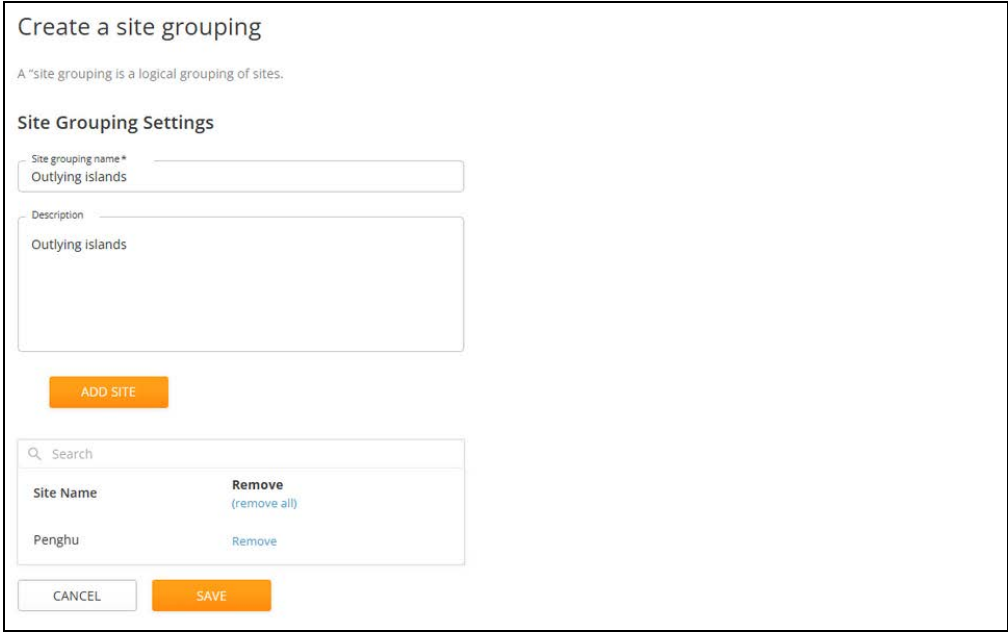 Create a site grouping
A "site grouping is a logical grouping of sites.
Site Grouping Settings
Site grouping name*
Outlying islands
Description
Outlying islands
ADD SITE
Search
Site Name Remove
(remove all)
Penghu Remove
CANCEL SAVE